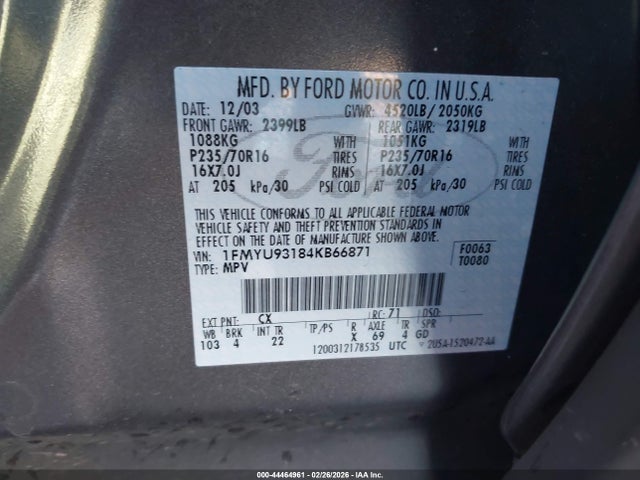 MFD. BY FORD MOTOR CO. IN U.S.A.
DATE: 12/03 GVWR: 4520LB/ 2050KG
FRONT GAWR: 2399LB REAR GAWR: 2319LB
1088KG WITH 1051KG WITH
P235/70R16 TIRES P235/70R16 TIRES
16X7.0J RIMS 16X7.0J RIMS
AT 205 kPa/30 PSI COLD AT 205 kPa/30 PSI COLD
Ford
THIS VEHICLE CONFORMS TO ALL APPLICABLE FEDERAL MOTOR
VEHICLE SAFETY AND THEFT PREVENTION STANDARDS
IN EFFECT ON THE DATE OF MANUFACTURE SHOWN ABOVE.
VIN: 1FMYU93184KB66871 F0063
TYPE: MPV T0080
EXT PNT: CX RC: 71 DSO:
WB BRK INT TR TP/PS R AXLE TR SPR
103 4 22 X 69 4 GD
1200312178535 UTC 2U5A-1520472-AA
000-44464961 - 02/26/2026 - IAA Inc.